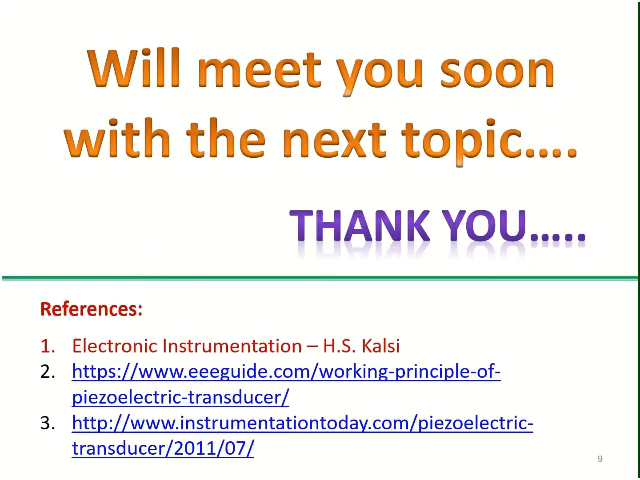 Will meet you soon
with the next topic....
THANK YOU.....
References:
1. Electronic Instrumentation – H.S. Kalsi
2. https://www.eeeguide.com/working-principle-of-
piezoelectric-transducer/
3. http://www.instrumentationtoday.com/piezoelectric-
transducer/2011/07/
9